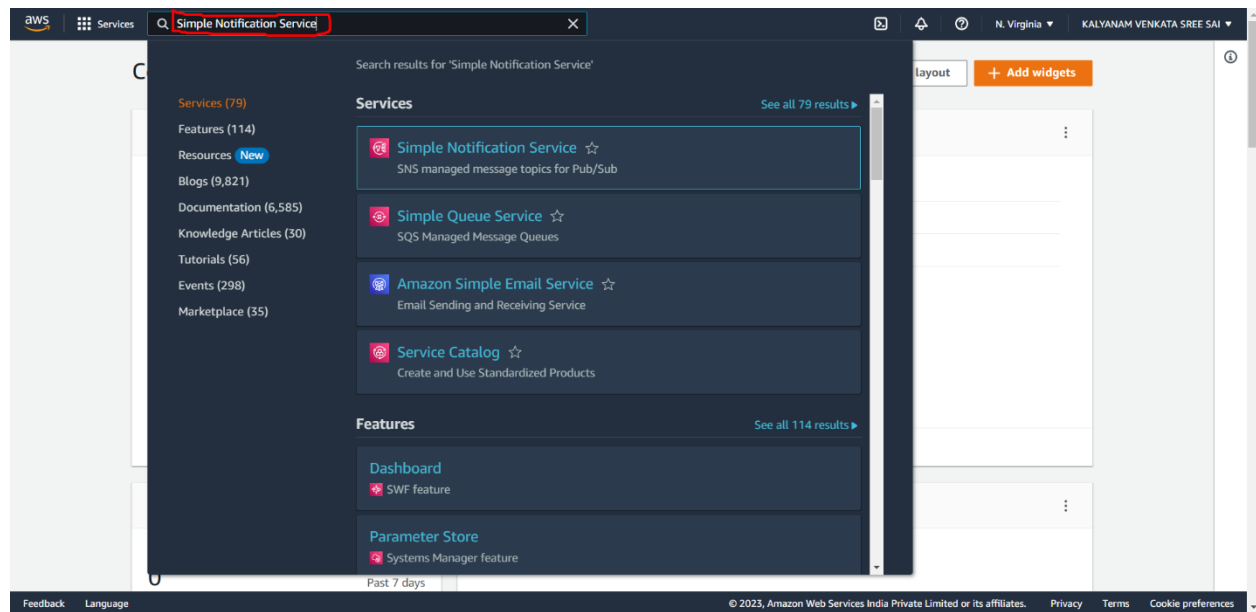 aws
Services
Simple Notification Service
N. Virginia ▼
KALYANAM VENKATA SREE SAI ▼
Search results for 'Simple Notification Service'
layout
+ Add widgets
Services (79)
Features (114)
Resources New
Blogs (9,821)
Documentation (6,585)
Knowledge Articles (30)
Tutorials (56)
Events (298)
Marketplace (35)
Services
See all 79 results ▶
Simple Notification Service
SNS managed message topics for Pub/Sub
Simple Queue Service
SQS Managed Message Queues
Amazon Simple Email Service
Email Sending and Receiving Service
Service Catalog
Create and Use Standardized Products
Features
See all 114 results ▶
Dashboard
SWF feature
Parameter Store
Systems Manager feature
Past 7 days
Feedback
Language
© 2023, Amazon Web Services India Private Limited or its affiliates.
Privacy
Terms
Cookie preferences